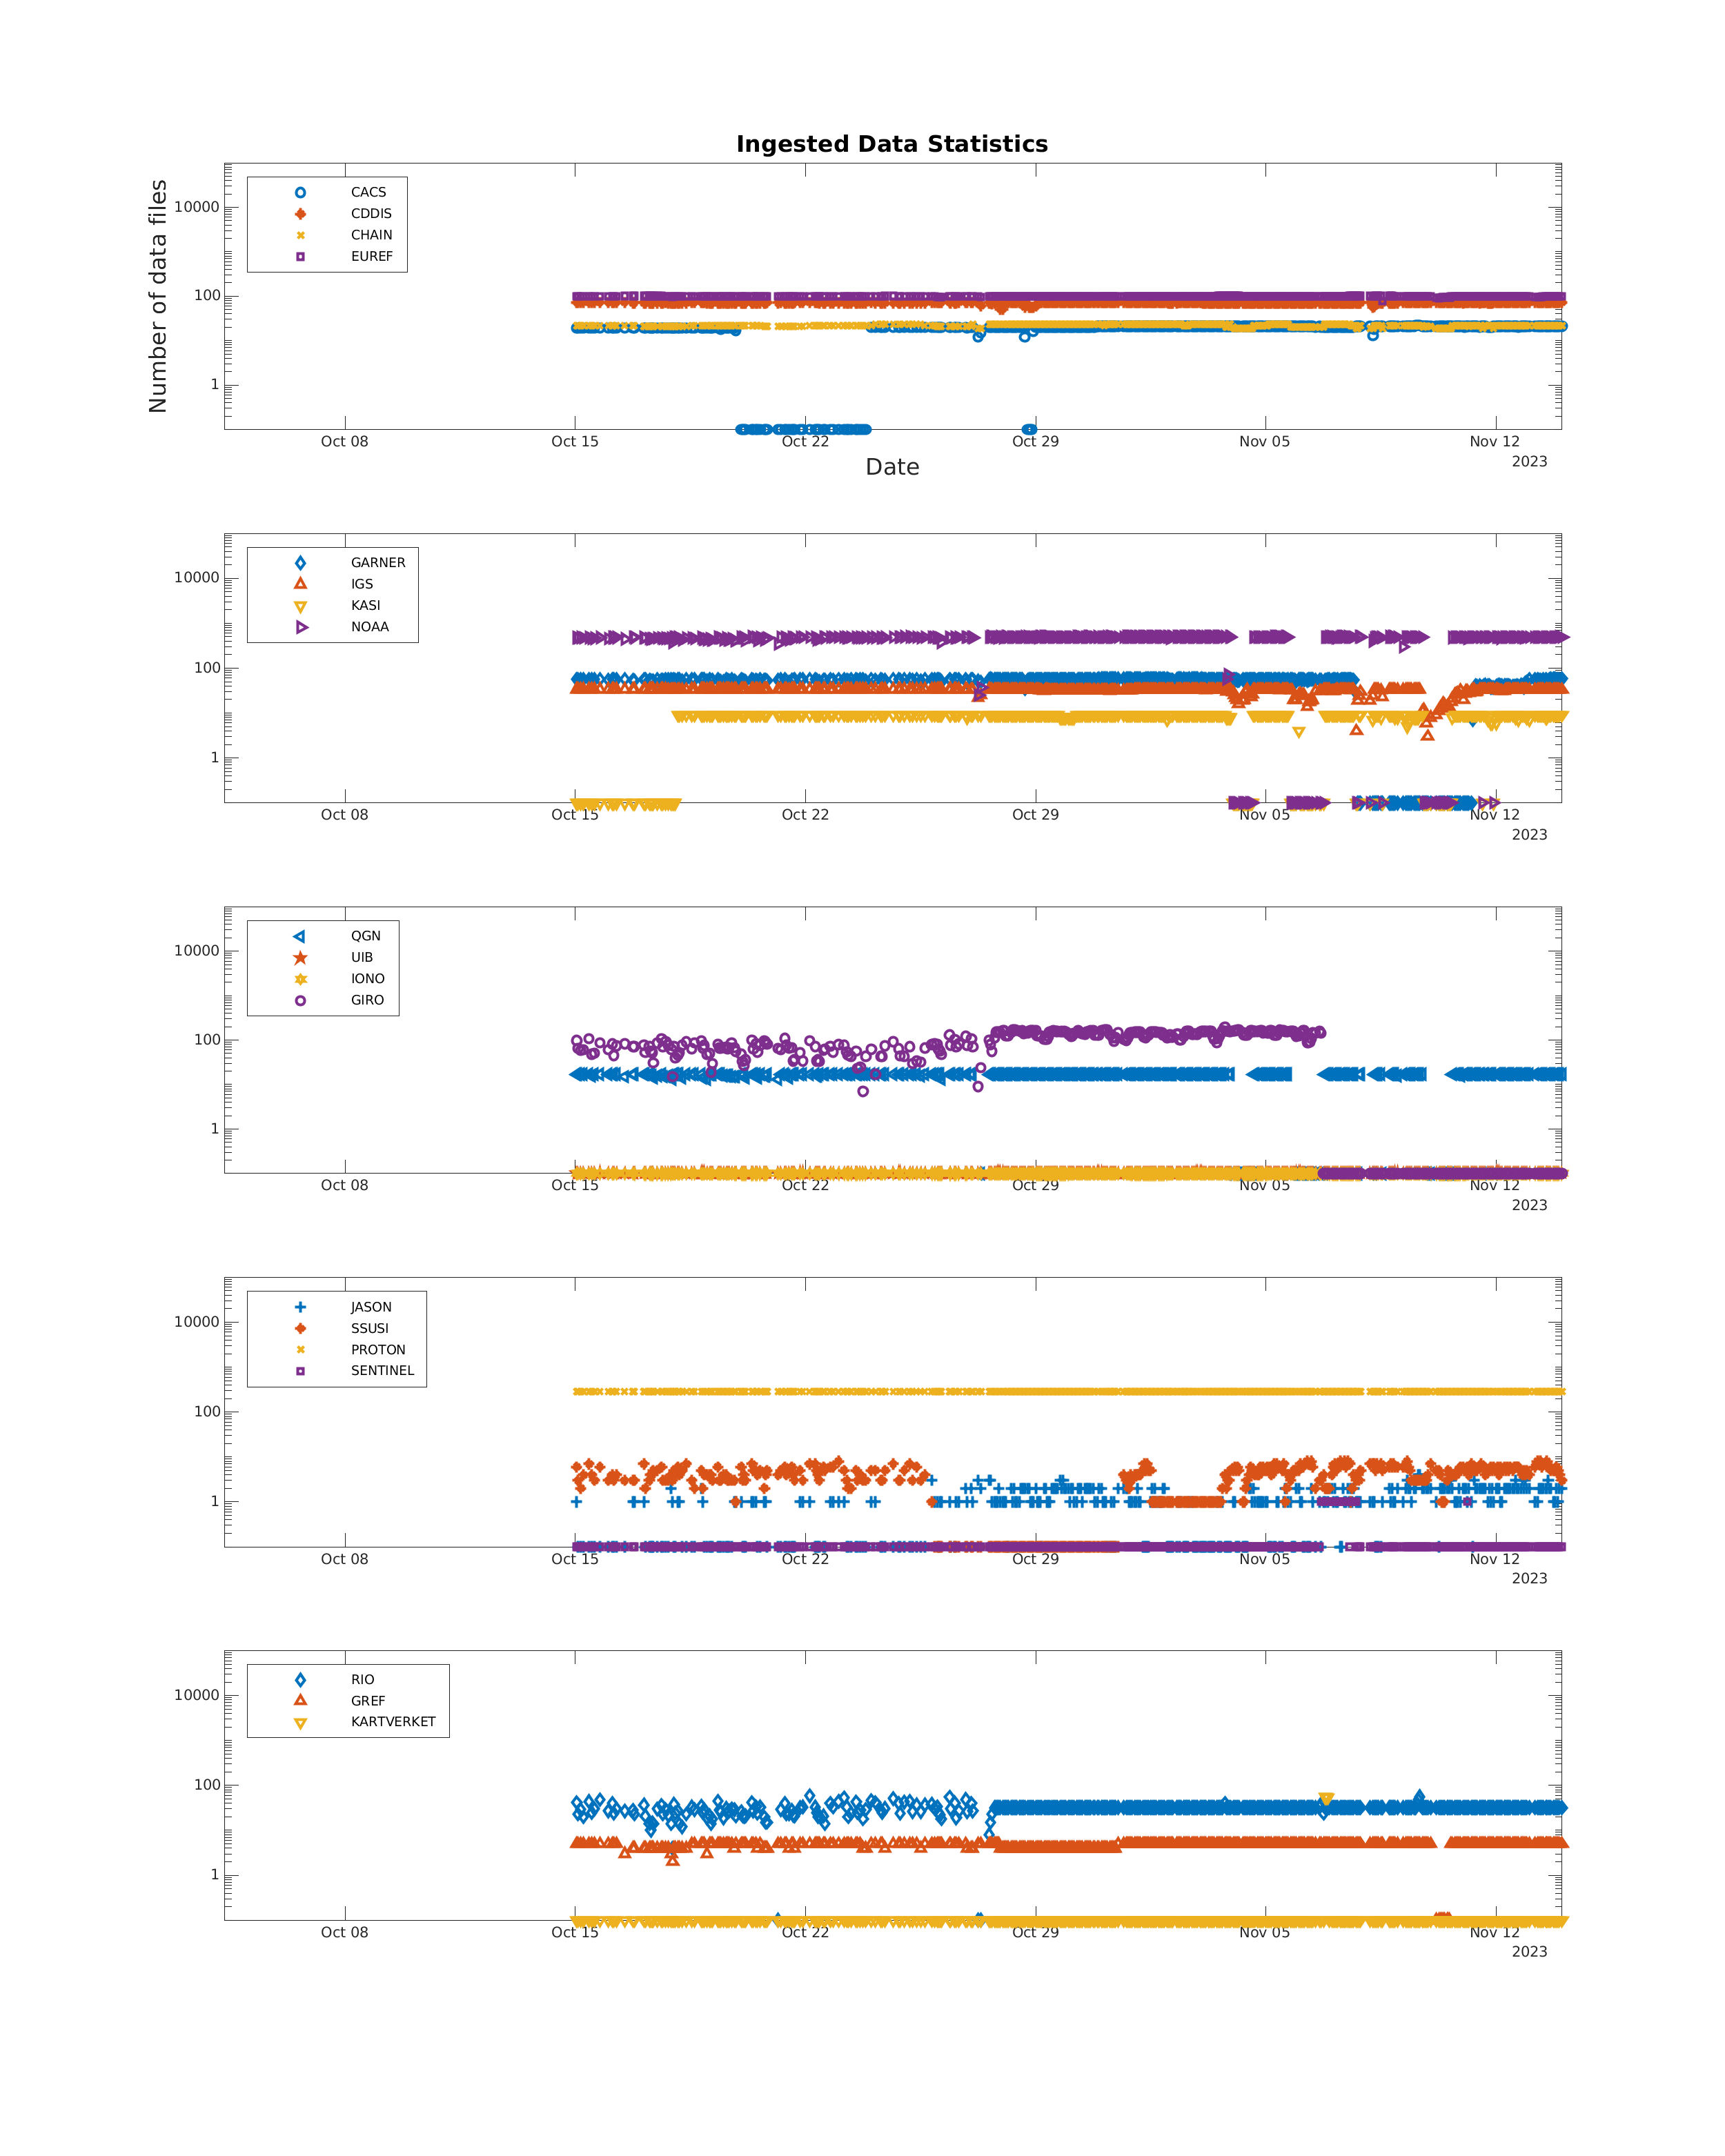 Ingested Data Statistics
Number of data files
10000
100
1
CACS
CDDIS
CHAIN
EUREF
Oct 08 Oct 15 Oct 22 Oct 29 Nov 05 Nov 12
2023
Date
10000
100
1
GARNER
IGS
KASI
NOAA
Oct 08 Oct 15 Oct 22 Oct 29 Nov 05 Nov 12
2023
10000
100
1
QGN
UIB
IONO
GIRO
Oct 08 Oct 15 Oct 22 Oct 29 Nov 05 Nov 12
2023
10000
100
1
JASON
SSUSI
PROTON
SENTINEL
Oct 08 Oct 15 Oct 22 Oct 29 Nov 05 Nov 12
2023
10000
100
1
RIO
GREF
KARTVERKET
Oct 08 Oct 15 Oct 22 Oct 29 Nov 05 Nov 12
2023